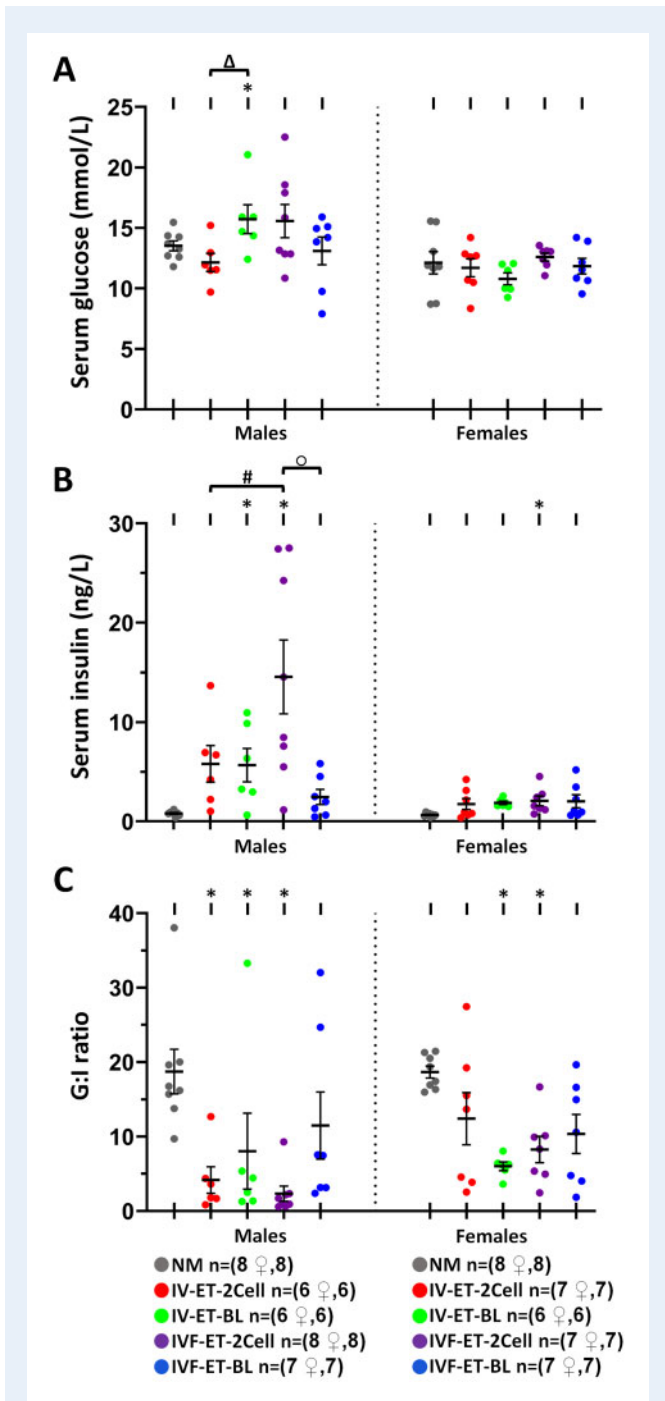 A
Δ
*
25
20
15
10
5
0
Serum glucose (mmol/L)
Males Females
B
○
#
* * *
30
20
10
0
Serum insulin (ng/L)
Males Females
C
* * * * *
40
30
20
10
0
G:I ratio
Males Females
NM n=(8 ♀,8) NM n=(8 ♀,8)
IV-ET-2Cell n=(6 ♀,6) IV-ET-2Cell n=(7 ♀,7)
IV-ET-BL n=(6 ♀,6) IV-ET-BL n=(6 ♀,6)
IVF-ET-2Cell n=(8 ♀,8) IVF-ET-2Cell n=(7 ♀,7)
IVF-ET-BL n=(7 ♀,7) IVF-ET-BL n=(7 ♀,7)